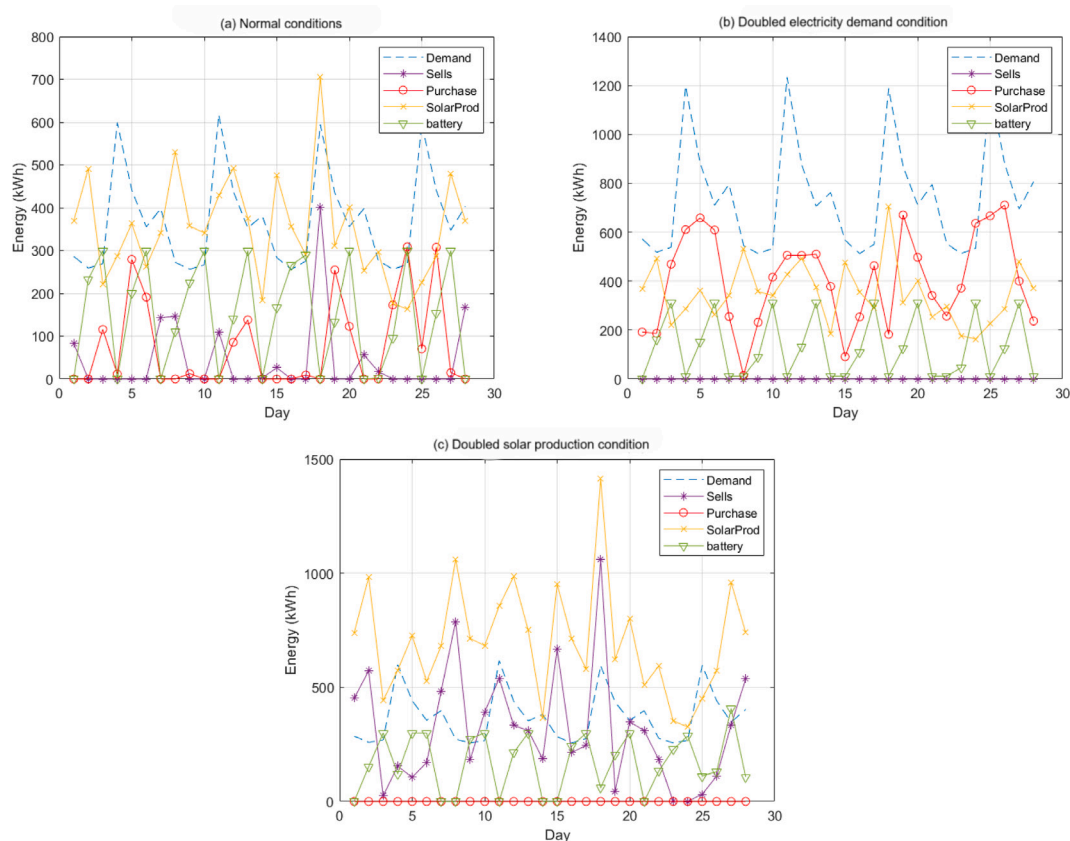 (a) Normal conditions
800
700
600
500
400
300
200
100
0
0 5 10 15 20 25 30
Energy (kWh)
Day
Demand
Sells
Purchase
SolarProd
battery
(b) Doubled electricity demand condition
1400
1200
1000
800
600
400
200
0
0 5 10 15 20 25 30
Energy (kWh)
Day
Demand
Sells
Purchase
SolarProd
battery
(c) Doubled solar production condition
1500
1000
500
0
0 5 10 15 20 25 30
Energy (kWh)
Day
Demand
Sells
Purchase
SolarProd
battery